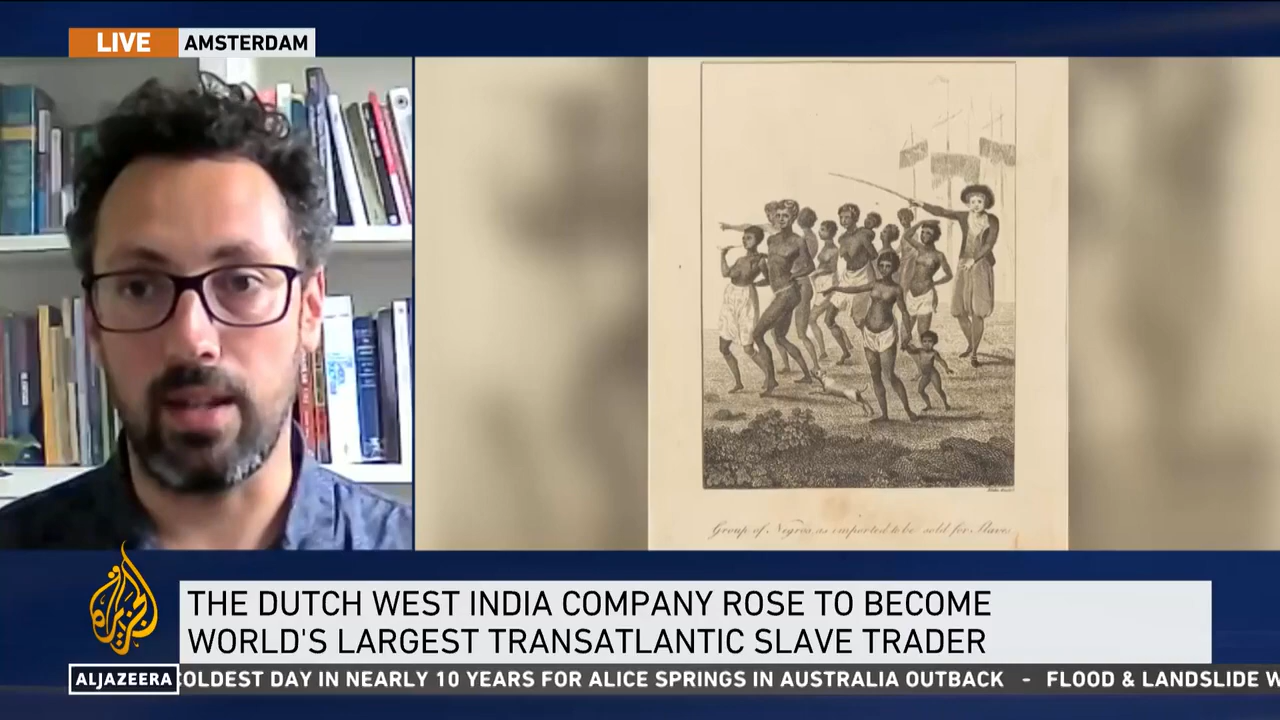 LIVE
AMSTERDAM
Group of Negros, as imported to be sold for Slaves.
THE DUTCH WEST INDIA COMPANY ROSE TO BECOME
WORLD'S LARGEST TRANSATLANTIC SLAVE TRADER
ALJAZEERA
OLDEST DAY IN NEARLY 10 YEARS FOR ALICE SPRINGS IN AUSTRALIA OUTBACK - FLOOD & LANDSLIDE W